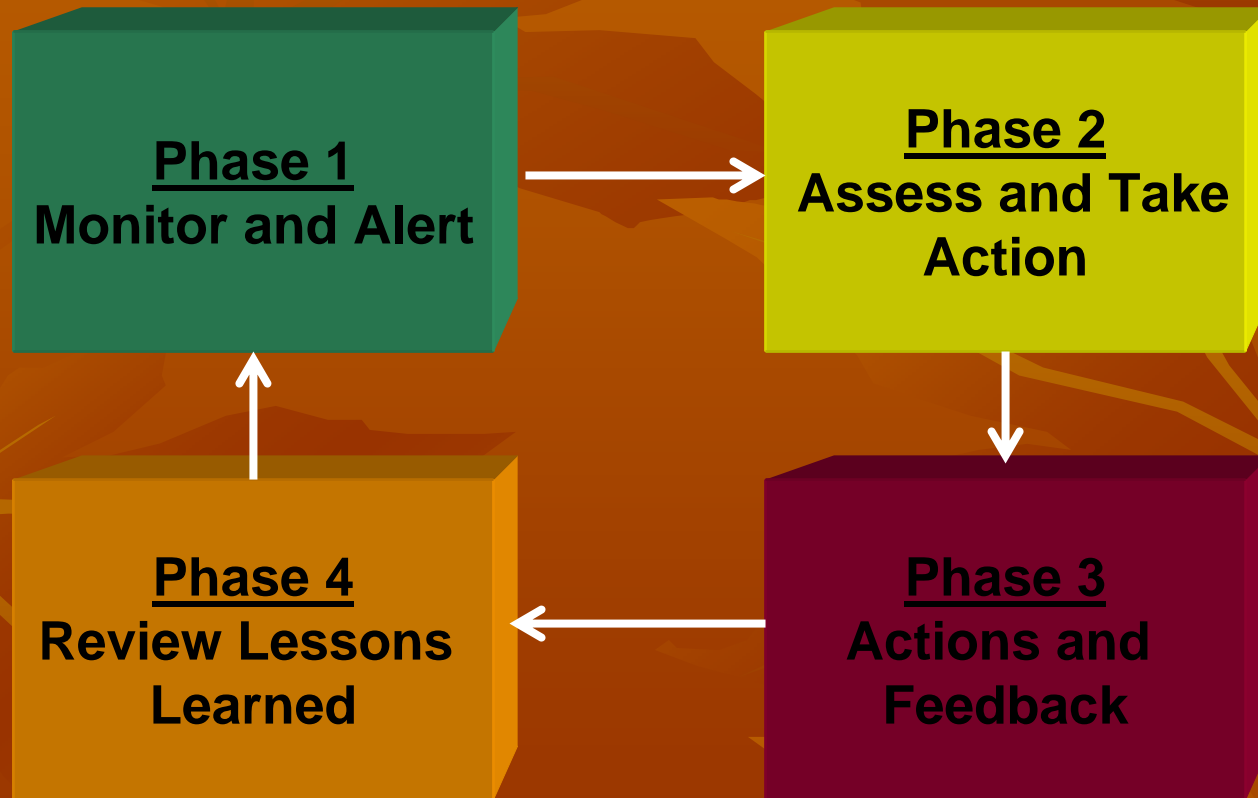 Phase 1
Monitor and Alert
Phase 2
Assess and Take
Action
Phase 3
Actions and
Feedback
Phase 4
Review Lessons
Learned